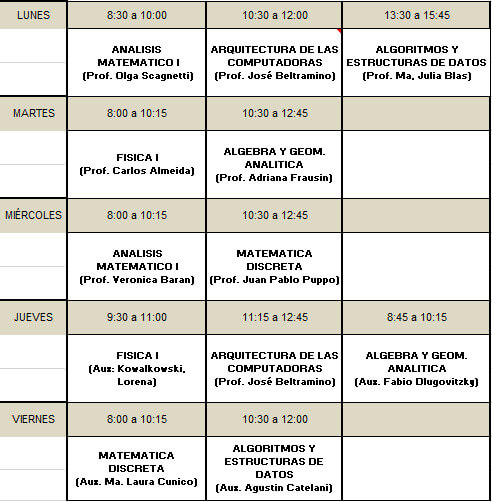 LUNES 8:30 a 10:00 10:30 a 12:00 13:30 a 15:45
ANALISIS
MATEMATICO I
(Prof. Olga Scagnetti)
ARQUITECTURA DE LAS
COMPUTADORAS
(Prof. José Beltramino)
ALGORITMOS Y
ESTRUCTURAS DE DATOS
(Prof. Ma, Julia Blas)
MARTES 8:00 a 10:15 10:30 a 12:45
FISICA I
(Prof. Carlos Almeida)
ALGEBRA Y GEOM.
ANALITICA
(Prof. Adriana Frausin)
MIÉRCOLES 8:00 a 10:15 10:30 a 12:45
ANALISIS
MATEMATICO I
(Prof. Veronica Baran)
MATEMATICA
DISCRETA
(Prof. Juan Pablo Puppo)
JUEVES 9:30 a 11:00 11:15 a 12:45 8:45 a 10:15
FISICA I
(Aux: Kowalkowski,
Lorena)
ARQUITECTURA DE LAS
COMPUTADORAS
(Prof. José Beltramino)
ALGEBRA Y GEOM.
ANALITICA
(Aux. Fabio Dlugovitzky)
VIERNES 8:00 a 10:15 10:30 a 12:00
MATEMATICA
DISCRETA
(Aux. Ma. Laura Cunico)
ALGORITMOS Y
ESTRUCTURAS DE
DATOS
(Aux. Agustin Catelani)